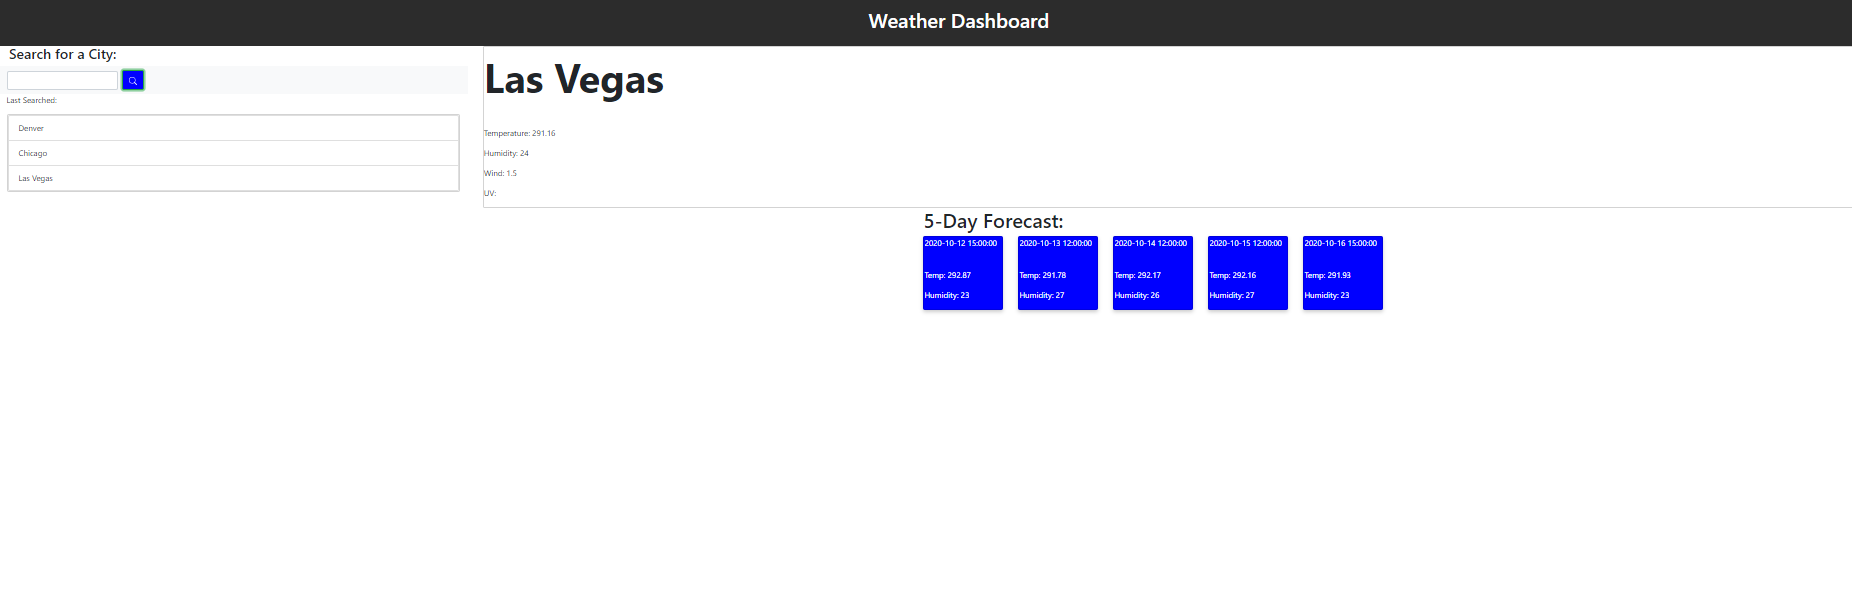 Weather Dashboard
Search for a City:
Last Searched:
Denver
Chicago
Las Vegas
Las Vegas
Temperature: 291.16
Humidity: 24
Wind: 1.5
UV:
5-Day Forecast:
2020-10-12 15:00:00
Temp: 292.87
Humidity: 23
2020-10-13 12:00:00
Temp: 291.78
Humidity: 27
2020-10-14 12:00:00
Temp: 292.17
Humidity: 26
2020-10-15 12:00:00
Temp: 292.16
Humidity: 27
2020-10-16 15:00:00
Temp: 291.93
Humidity: 23